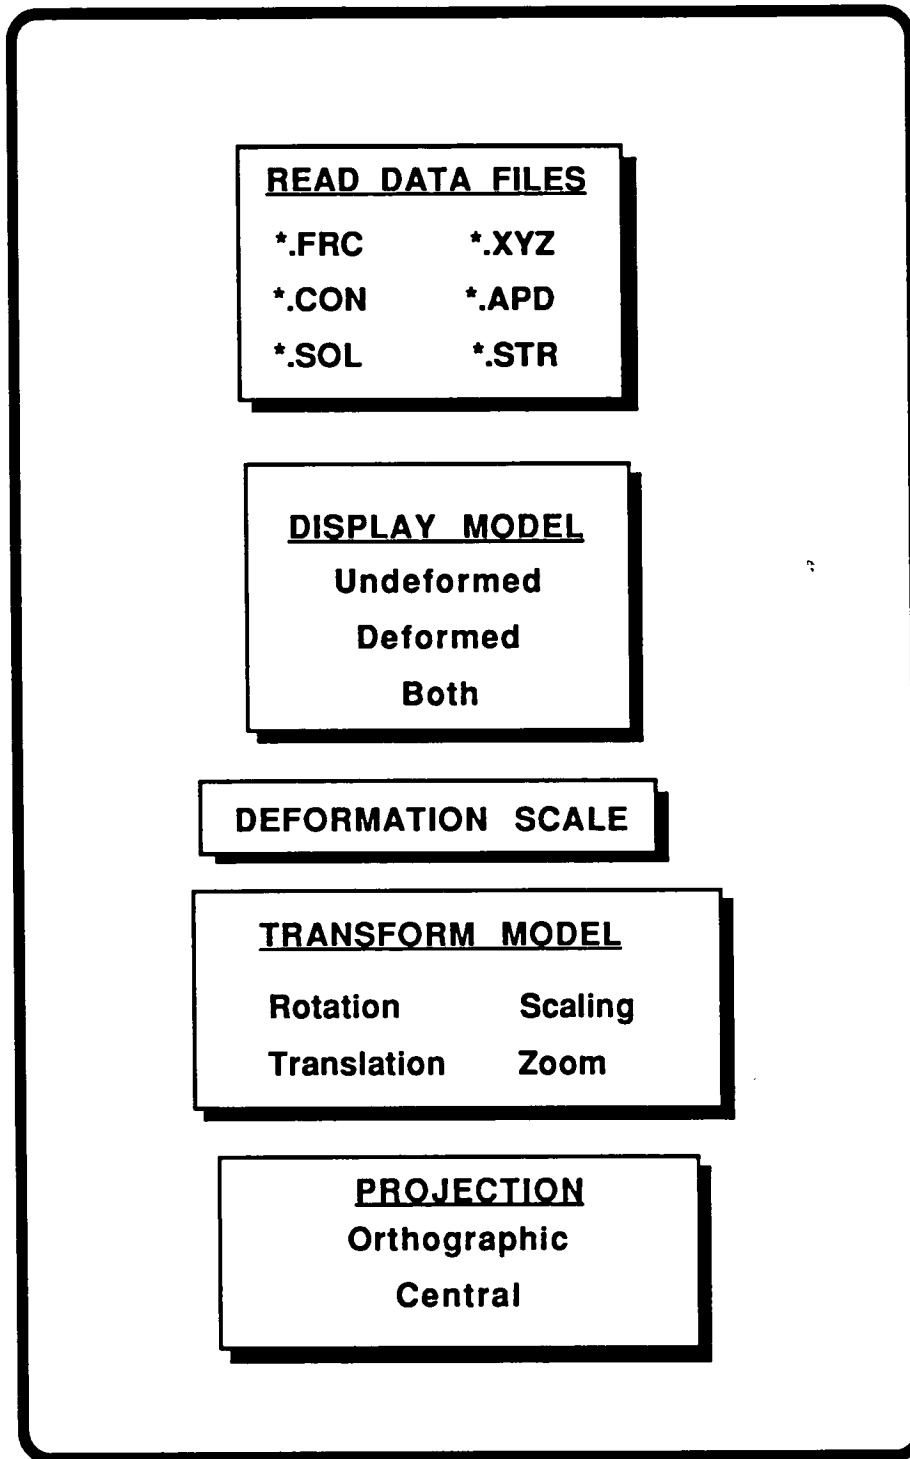 READ DATA FILES
*.FRC *.XYZ
*.CON *.APD
*.SOL *.STR
DISPLAY MODEL
Undeformed
Deformed
Both
DEFORMATION SCALE
TRANSFORM MODEL
Rotation Scaling
Translation Zoom
PROJECTION
Orthographic
Central